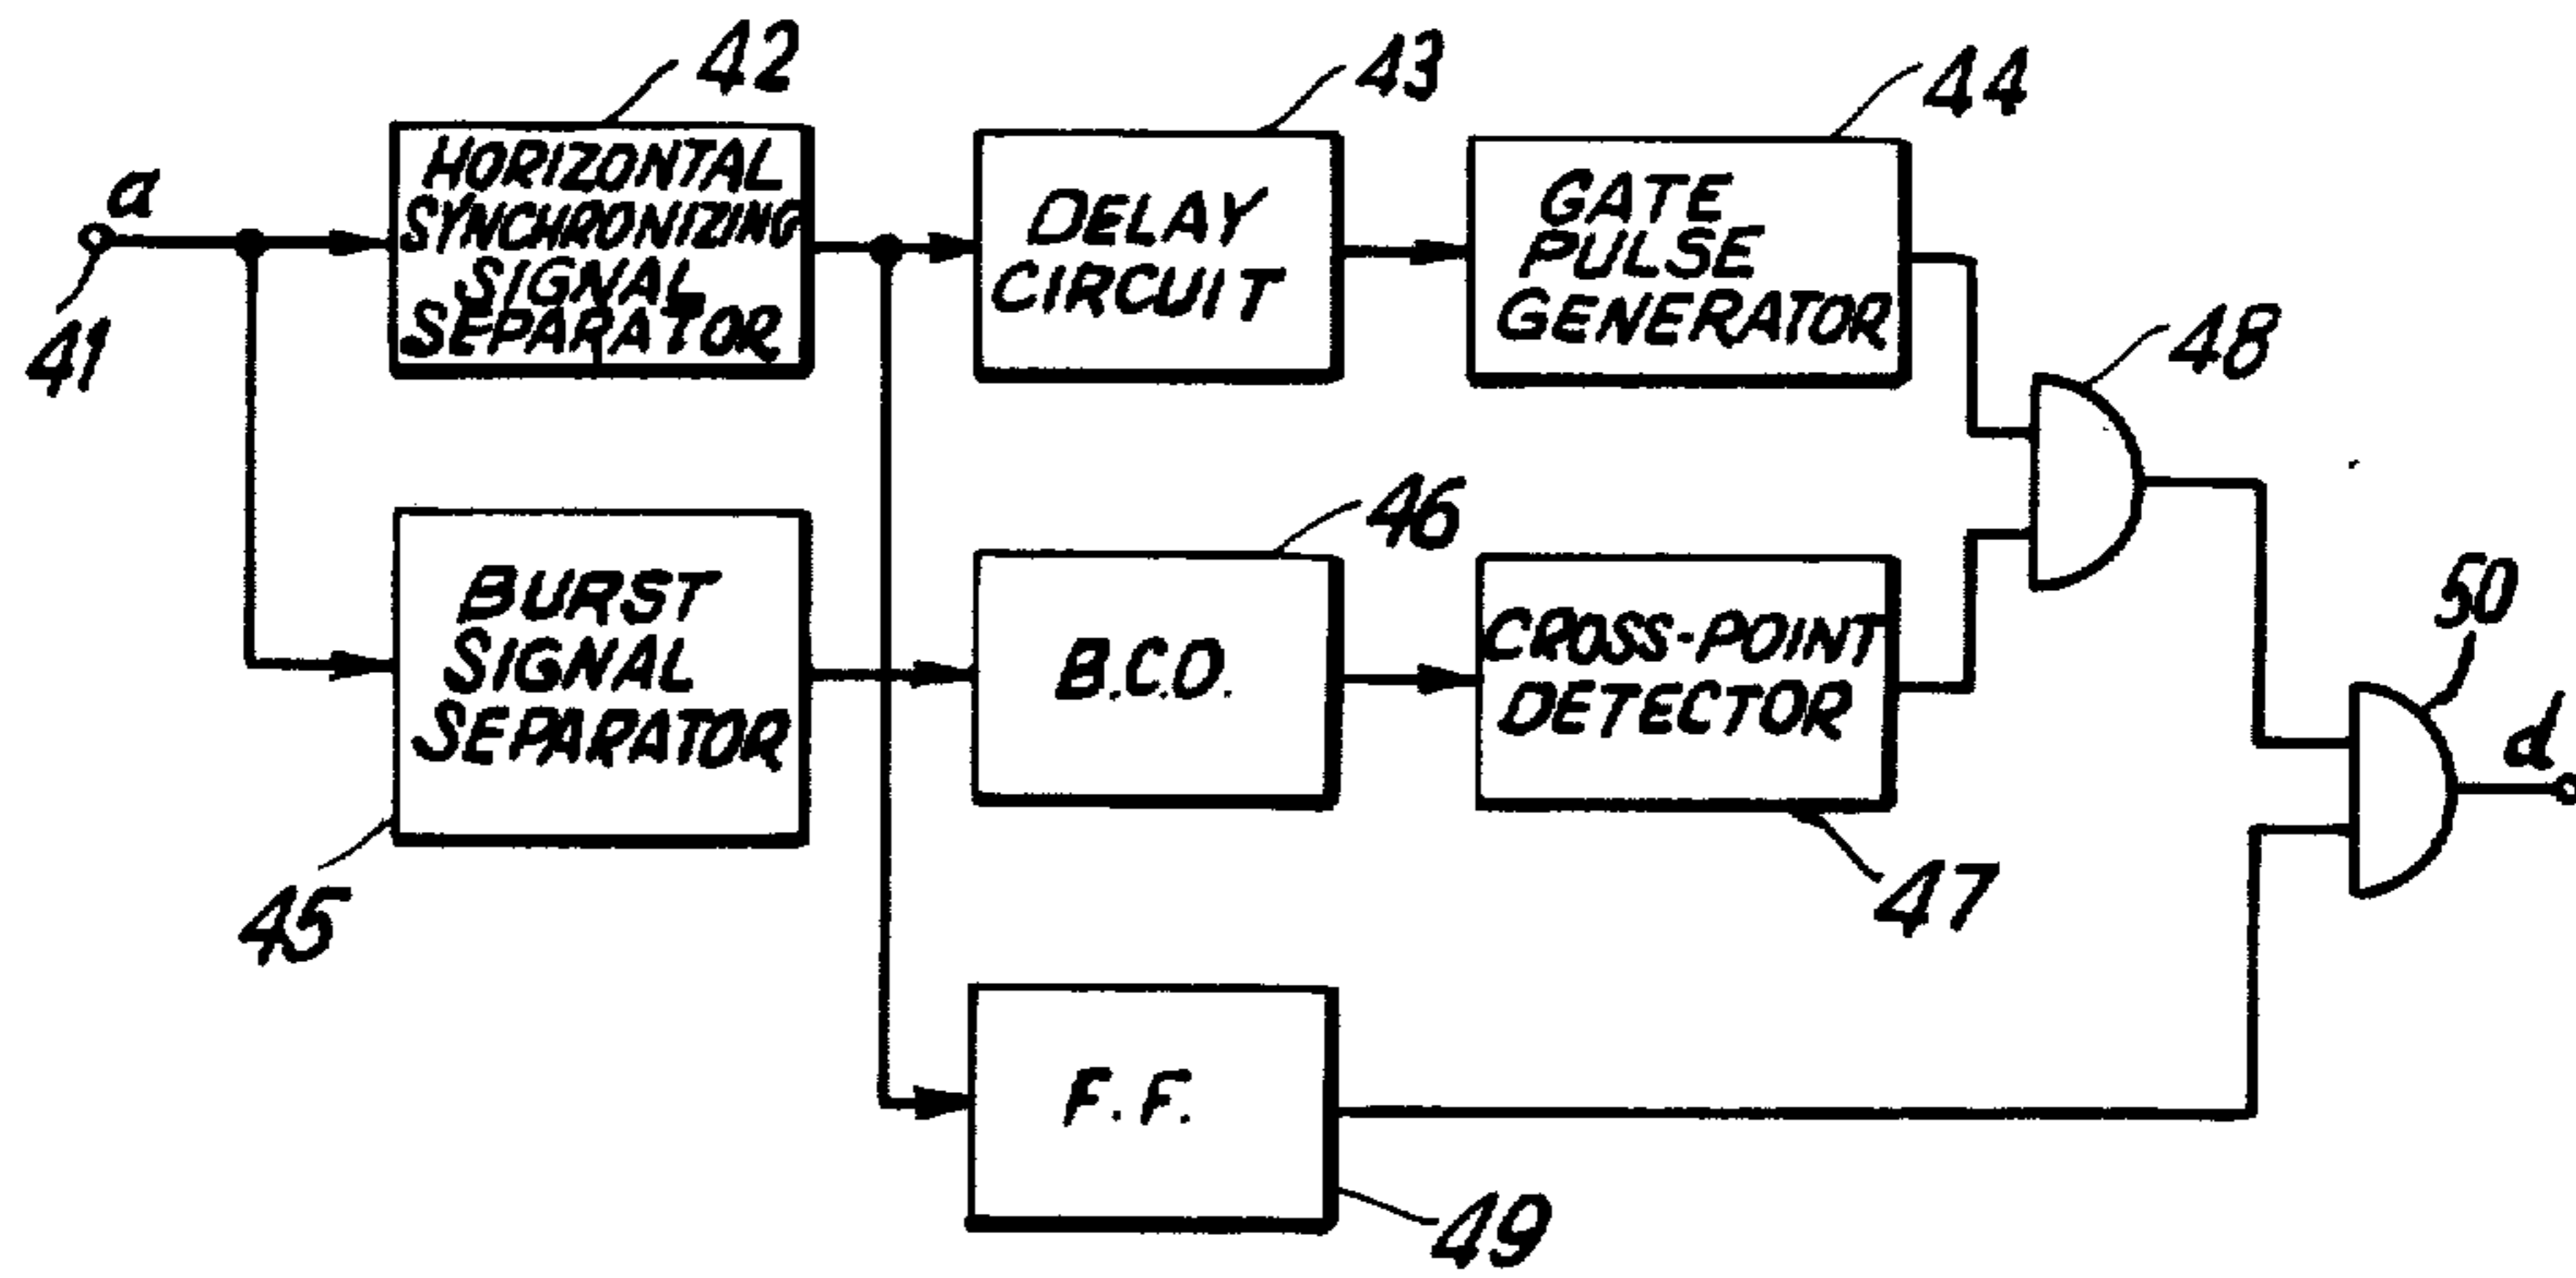 42
43
44
a
41
HORIZONTAL
SYNCHRONIZING
SIGNAL
SEPARATOR
DELAY
CIRCUIT
GATE
PULSE
GENERATOR
48
46
50
BURST
SIGNAL
SEPARATOR
B.C.O.
CROSS-POINT
DETECTOR
d
45
47
F.F.
49